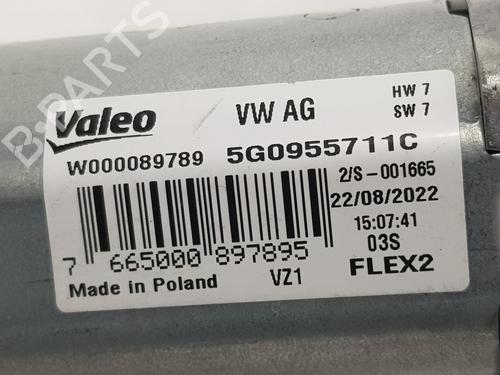 B-PARTS
Valeo
VW AG
HW 7
SW 7
W000089789
5G0955711C
2/S-001665
22/08/2022
15:07:41
03S
7 665000 897895
VZ1
FLEX2
Made in Poland